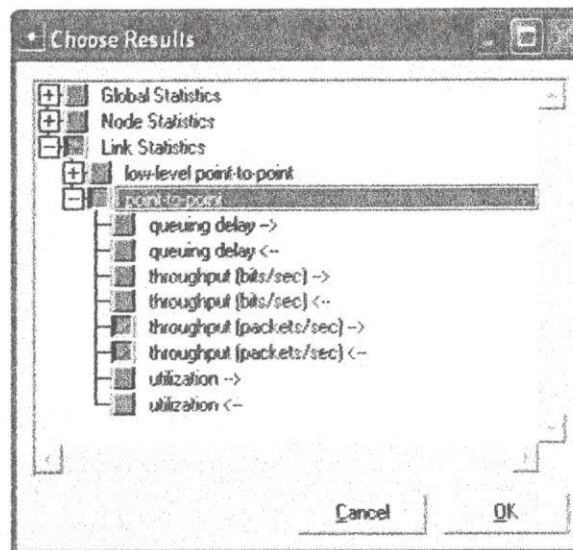 Choose Results
Global Statistics
Node Statistics
Link Statistics
low-level point-to-point
point-to-point
queuing delay -->
queuing delay <--
throughput (bits/sec) -->
throughput (bits/sec) <--
throughput (packets/sec) -->
throughput (packets/sec) <--
utilization -->
utilization <--
Cancel
OK